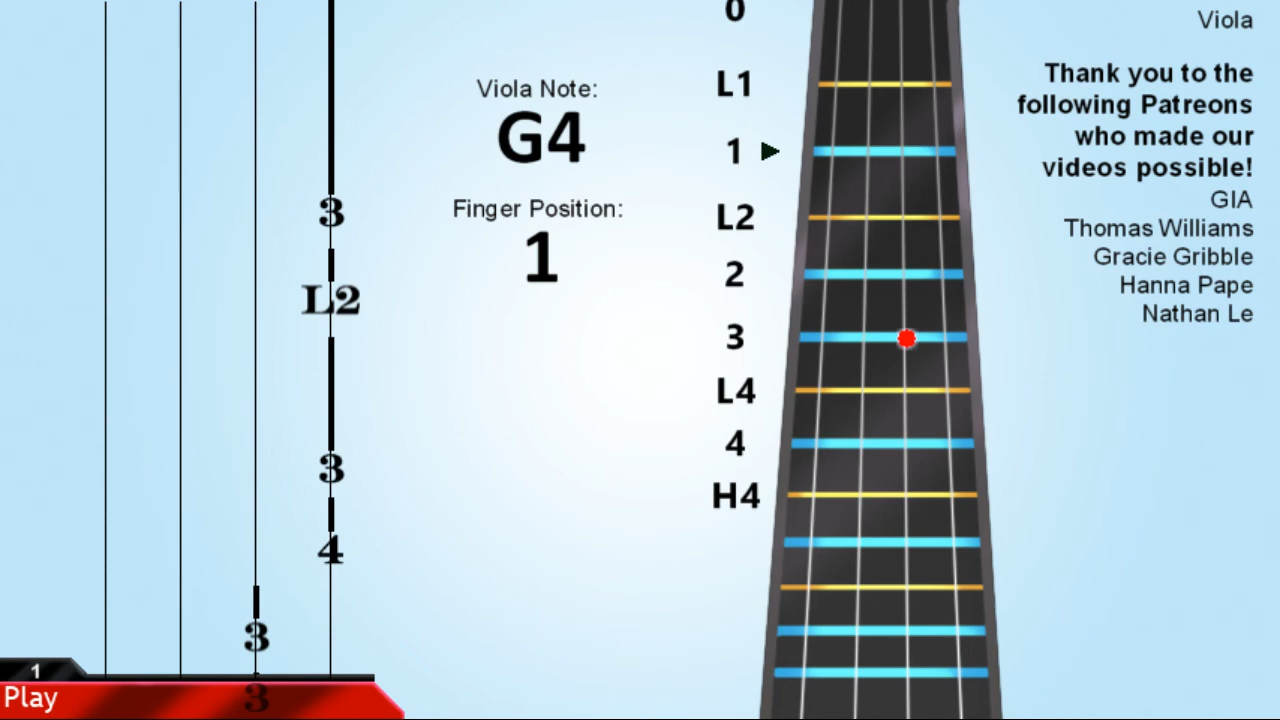 3
L2
3
4
3
1
Play
3
Viola Note:
G4
Finger Position:
1
0
L1
1
L2
2
3
L4
4
H4
Viola
Thank you to the
following Patreons
who made our
videos possible!
GIA
Thomas Williams
Gracie Gribble
Hanna Pape
Nathan Le